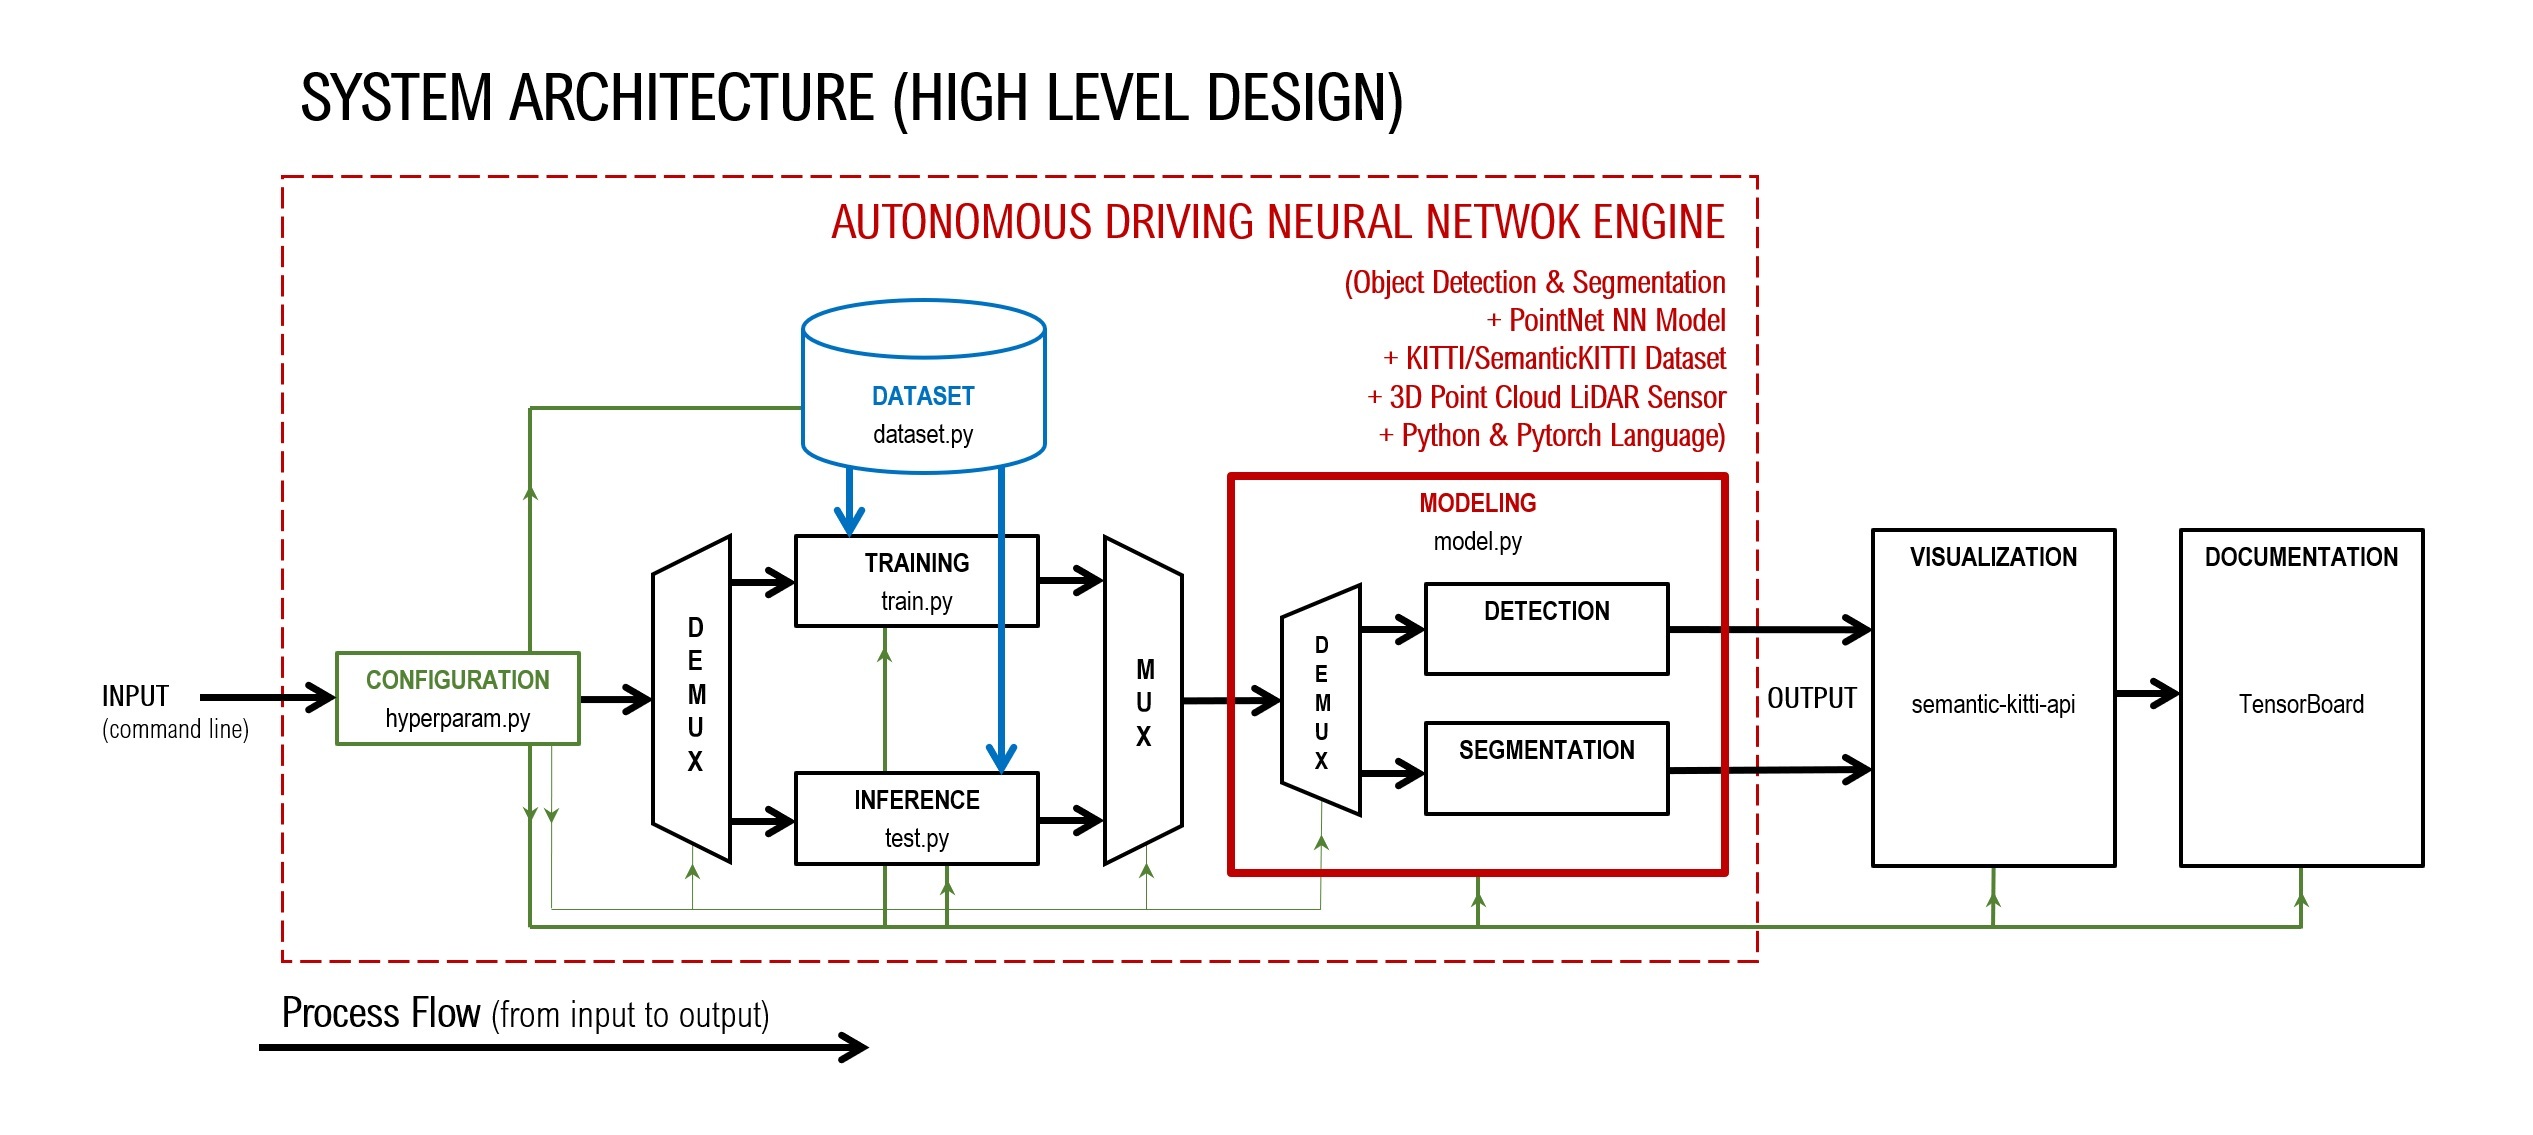 SYSTEM ARCHITECTURE (HIGH LEVEL DESIGN)
AUTONOMOUS DRIVING NEURAL NETWOK ENGINE
(Object Detection & Segmentation
+ PointNet NN Model
+ KITTI/SemanticKITTI Dataset
+ 3D Point Cloud LiDAR Sensor
+ Python & Pytorch Language)
DATASET
dataset.py
INPUT
(command line)
CONFIGURATION
hyperparam.py
DEMUX
TRAINING
train.py
INFERENCE
test.py
MUX
MODELING
model.py
DEMUX
DETECTION
SEGMENTATION
OUTPUT
VISUALIZATION
semantic-kitti-api
DOCUMENTATION
TensorBoard
Process Flow (from input to output)